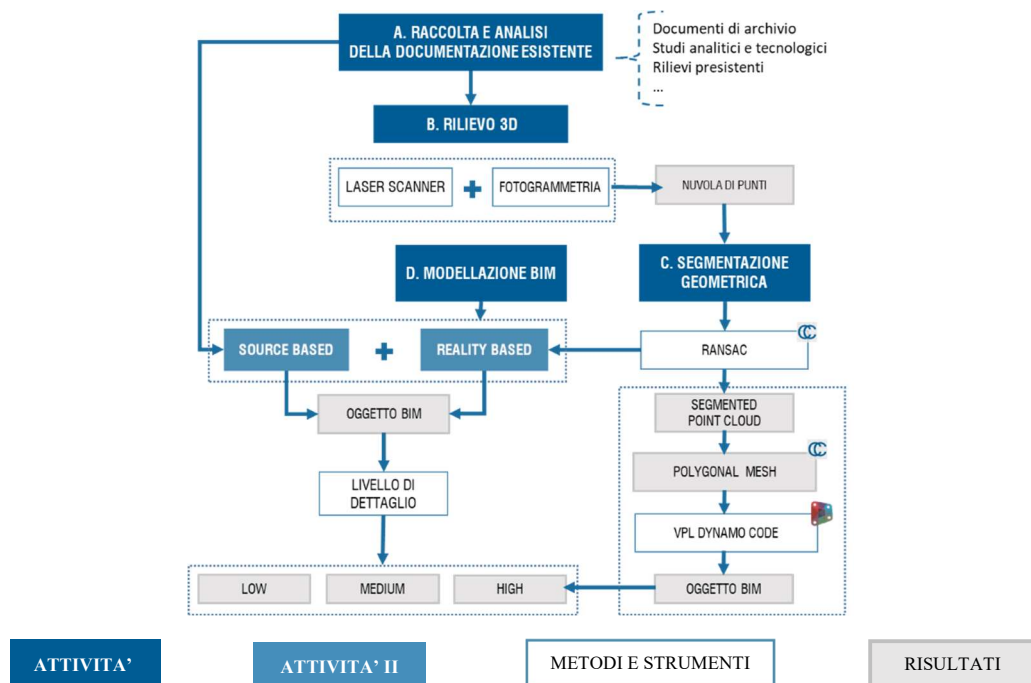 A. RACCOLTA E ANALISI
DELLA DOCUMENTAZIONE ESISTENTE
Documenti di archivio
Studi analitici e tecnologici
Rilievi presistenti
...
B. RILIEVO 3D
LASER SCANNER
FOTOGRAMMETRIA
NUVOLA DI PUNTI
D. MODELLAZIONE BIM
C. SEGMENTAZIONE
GEOMETRICA
SOURCE BASED
REALITY BASED
RANSAC
OGGETTO BIM
SEGMENTED
POINT CLOUD
POLYGONAL MESH
LIVELLO DI
DETTAGLIO
VPL DYNAMO CODE
LOW
MEDIUM
HIGH
OGGETTO BIM
ATTIVITA’
ATTIVITA’ II
METODI E STRUMENTI
RISULTATI